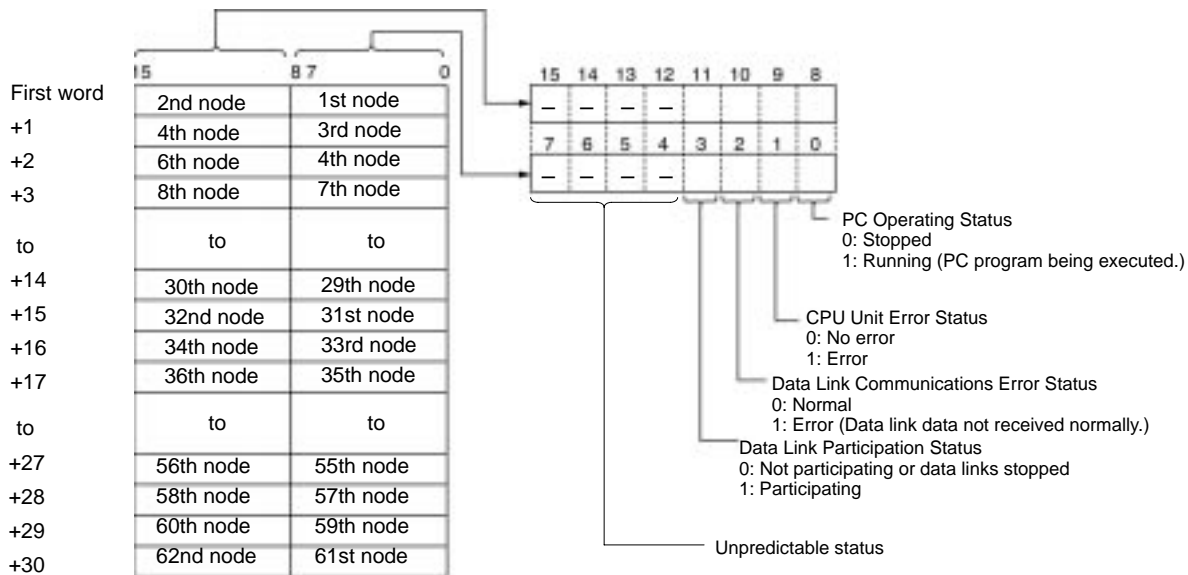 15 8 7 0
First word 2nd node 1st node
+1 4th node 3rd node
+2 6th node 4th node
+3 8th node 7th node
to to to
+14 30th node 29th node
+15 32nd node 31st node
+16 34th node 33rd node
+17 36th node 35th node
to to to
+27 56th node 55th node
+28 58th node 57th node
+29 60th node 59th node
+30 62nd node 61st node
15 14 13 12 11 10 9 8
– – – –
7 6 5 4 3 2 1 0
– – – –
PC Operating Status
0: Stopped
1: Running (PC program being executed.)
CPU Unit Error Status
0: No error
1: Error
Data Link Communications Error Status
0: Normal
1: Error (Data link data not received normally.)
Data Link Participation Status
0: Not participating or data links stopped
1: Participating
Unpredictable status